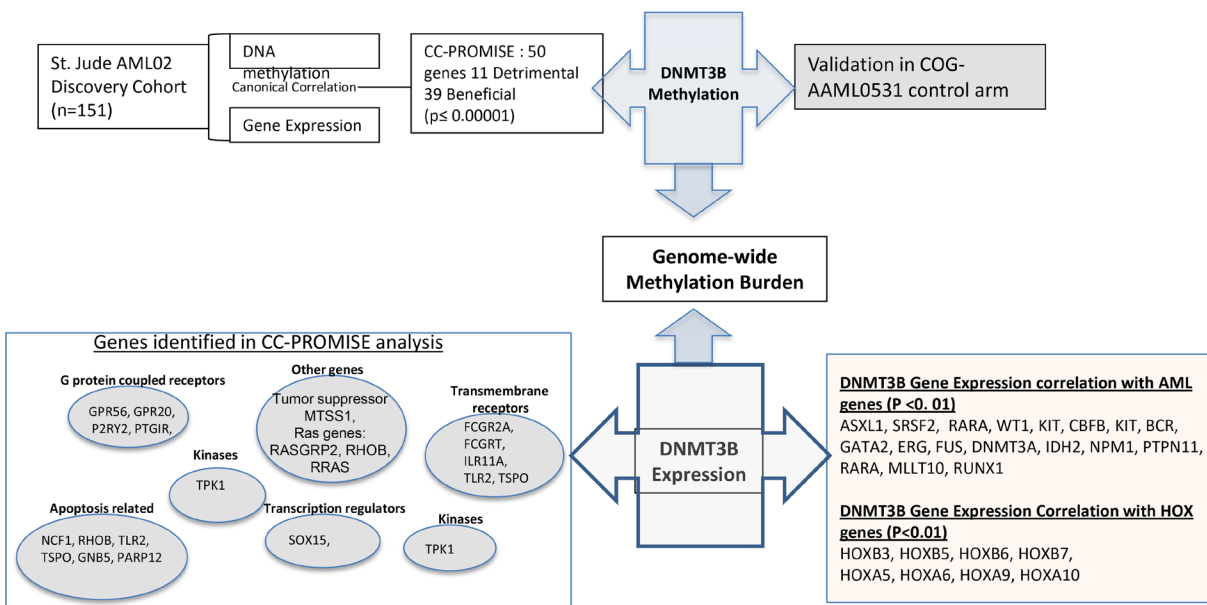 St. Jude AML02
Discovery Cohort
(n=151)
DNA
methylation
Canonical Correlation
Gene Expression
CC-PROMISE : 50
genes 11 Detrimental
39 Beneficial
(p≤ 0.00001)
DNMT3B
Methylation
Validation in COG-
AAML0531 control arm
Genome-wide
Methylation Burden
Genes identified in CC-PROMISE analysis
G protein coupled receptors
GPR56, GPR20,
P2RY2, PTGIR,
Other genes
Tumor suppressor
MTSS1,
Ras genes:
RASGRP2, RHOB,
RRAS
Transmembrane
receptors
FCGR2A,
FCGRT,
ILR11A,
TLR2, TSPO
Kinases
TPK1
Apoptosis related
NCF1, RHOB, TLR2,
TSPO, GNB5, PARP12
Transcription regulators
SOX15,
Kinases
TPK1
DNMT3B
Expression
DNMT3B Gene Expression correlation with AML
genes (P <0. 01)
ASXL1, SRSF2, RARA, WT1, KIT, CBFB, KIT, BCR,
GATA2, ERG, FUS, DNMT3A, IDH2, NPM1, PTPN11,
RARA, MLLT10, RUNX1
DNMT3B Gene Expression Correlation with HOX
genes (P<0.01)
HOXB3, HOXB5, HOXB6, HOXB7,
HOXA5, HOXA6, HOXA9, HOXA10